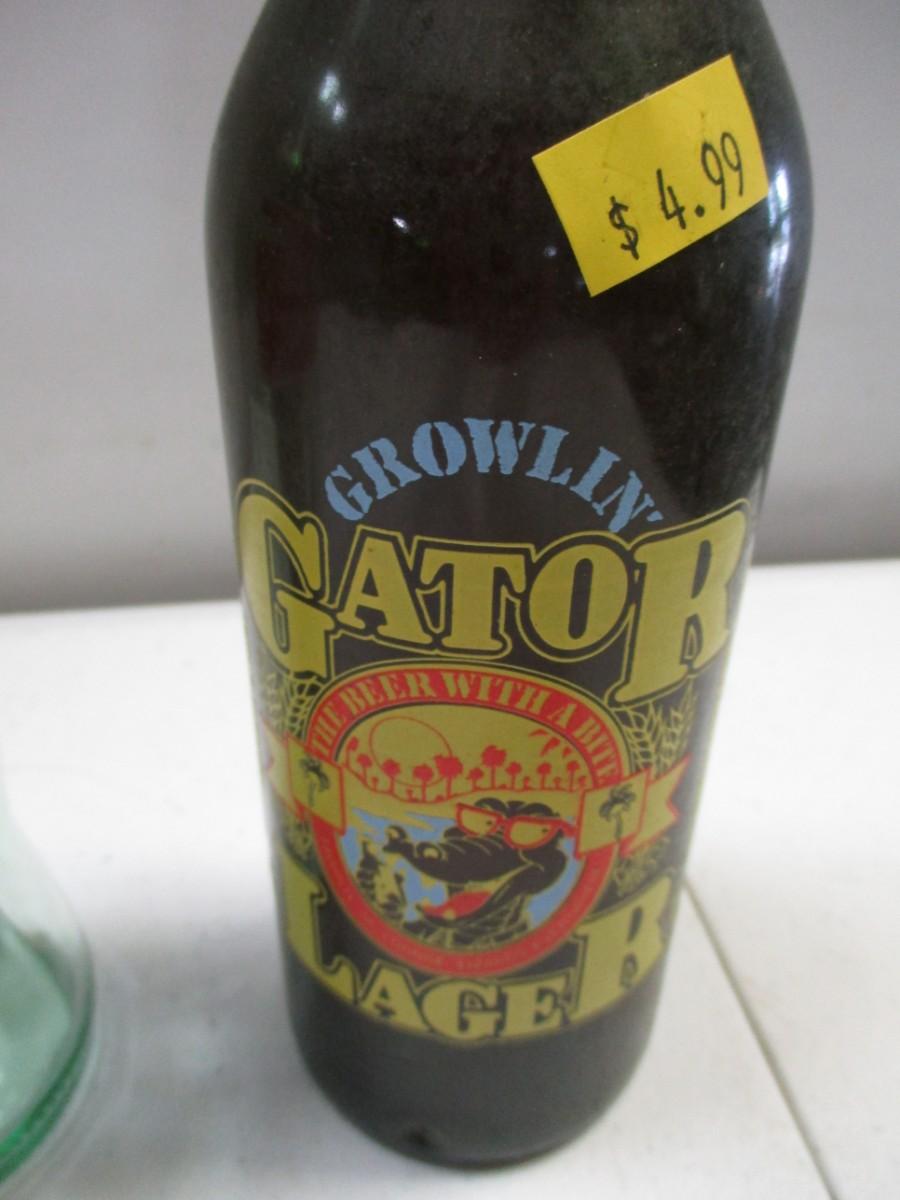 $ 4.99
GROWLIN'
GATOR
THE BEER WITH A BITE
LAGER